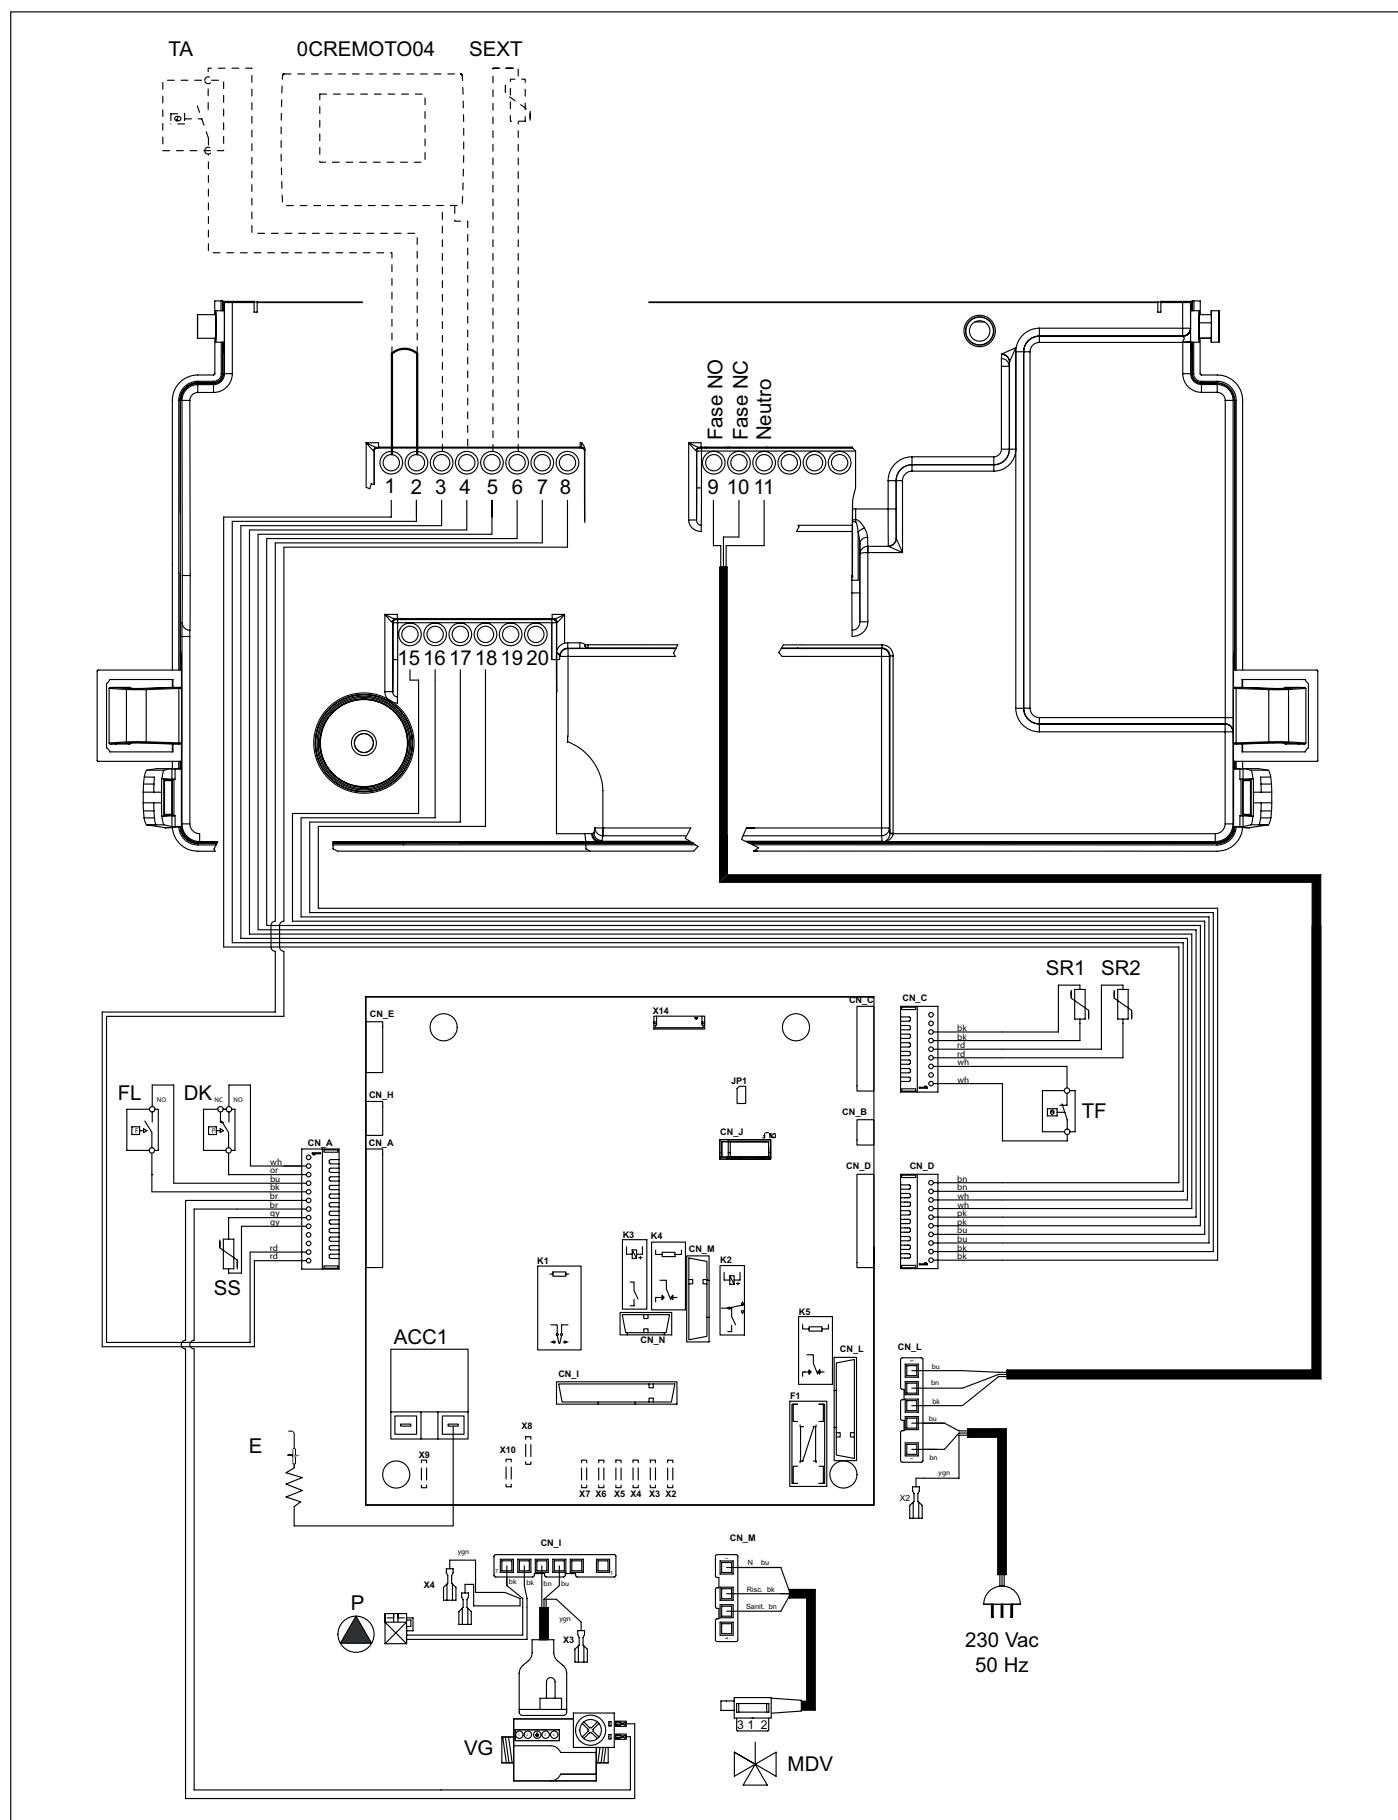 TA 0CREMOTO04 SEXT
Fase NO
Fase NC
Neutro
1 2 3 4 5 6 7 8
9 10 11
15 16 17 18 19 20
SR1 SR2
CN_E
X14
CN_C
CN_C
bk
bk
rd
rd
wh
wh
TF
JP1
CN_H
CN_B
CN_J
FL NO
DK NC NO
CN_A
CN_A
CN_D
CN_D
wh
or
bu
bk
br
br
gy
gy
rd
rd
SS
bn
bn
wh
wh
pk
pk
bu
bu
bk
bk
K3
K4
CN_M
K2
K1
CN_N
K5
ACC1
CN_L
CN_L
bu
bn
bk
bu
bn
ygn
X2
CN_I
F1
E
X9
X10
X8
X7 X6 X5 X4 X3 X2
CN_I
CN_M
ygn
X4
bk bk bn bu
ygn
X3
P
N bu
Risc. bk
Sanit. bn
230 Vac
50 Hz
3 1 2
VG
MDV